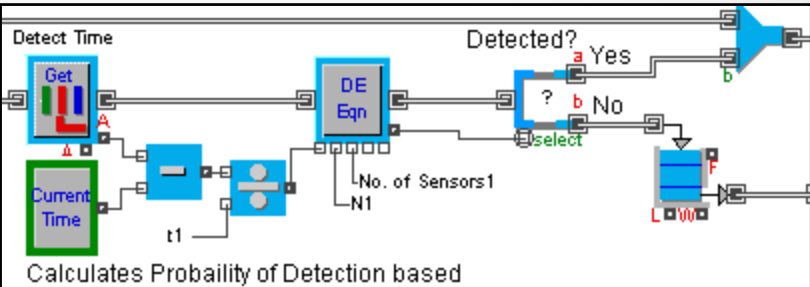 Detect Time
Detected?
Get
a Yes
b
DE
Eqn
?
b No
A
Δ
select
Current
Time
No. of Sensors1
N1
F
t1
L W
Calculates Probaility of Detection based